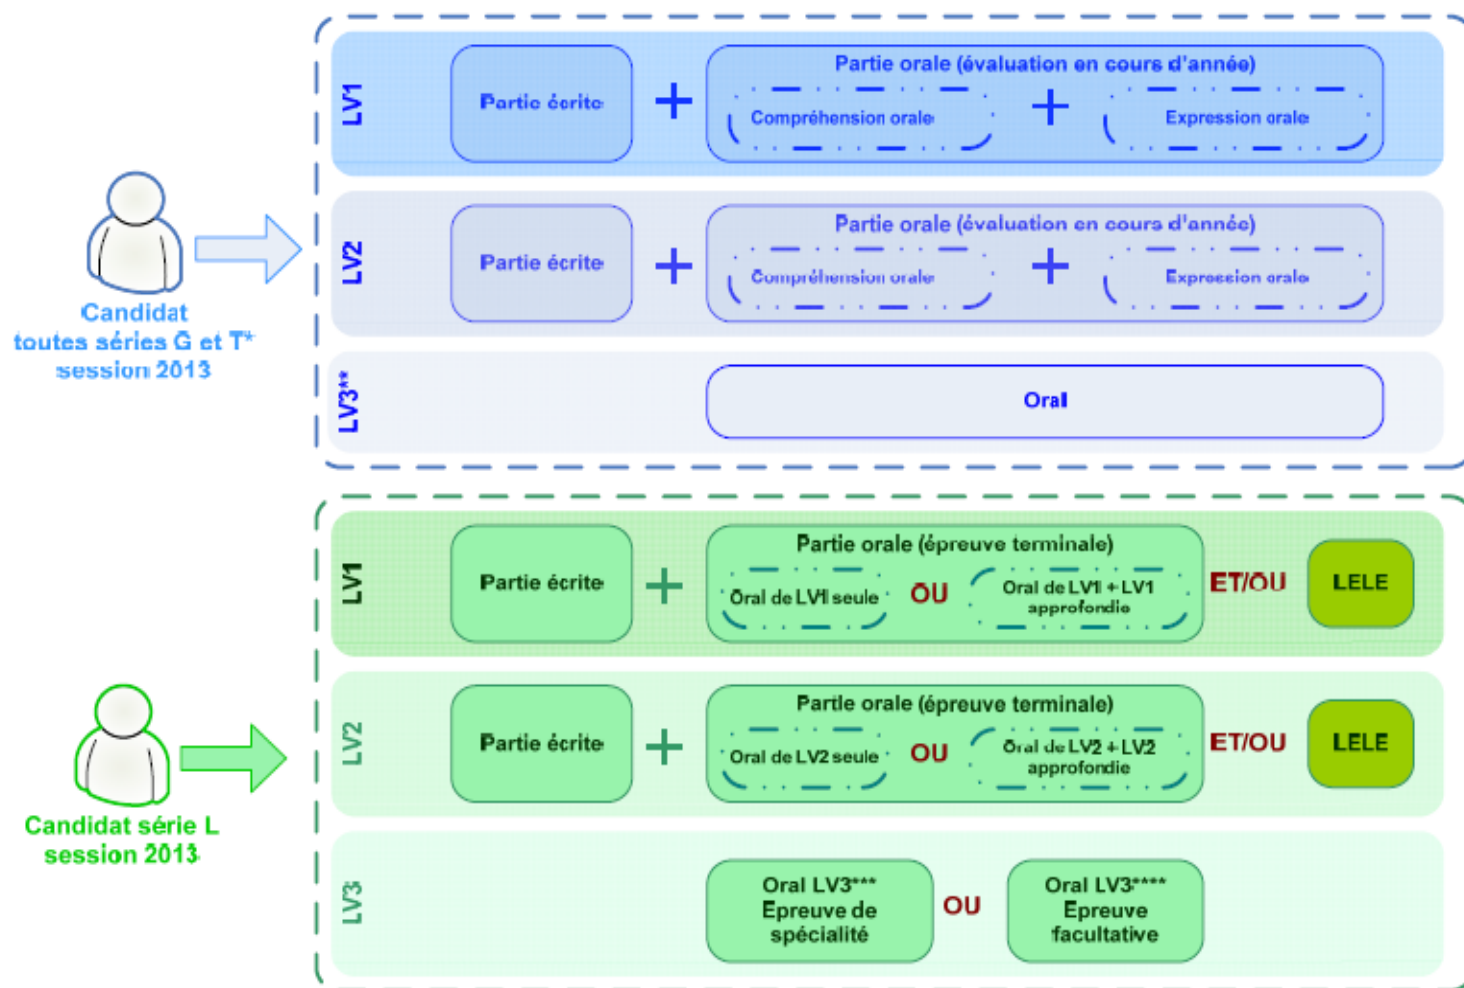 LV1
Partie écrite
Partie orale (évaluation en cours d'année)
Compréhension orale
Expression orale
LV2
Partie écrite
Partie orale (évaluation en cours d'année)
Compréhension orale
Expression orale
Candidat
toutes séries G et T*
session 2013
LV3**
Oral
LV1
Partie écrite
Partie orale (épreuve terminale)
Oral de LV1 seule
OU
Oral de LV1 + LV1
approfondie
ET/OU
LELE
LV2
Partie écrite
Partie orale (épreuve terminale)
Oral de LV2 seule
OU
Oral de LV2 + LV2
approfondie
ET/OU
LELE
Candidat série L
session 2013
LV3
Oral LV3***
Epreuve de
spécialité
OU
Oral LV3****
Epreuve
facultative